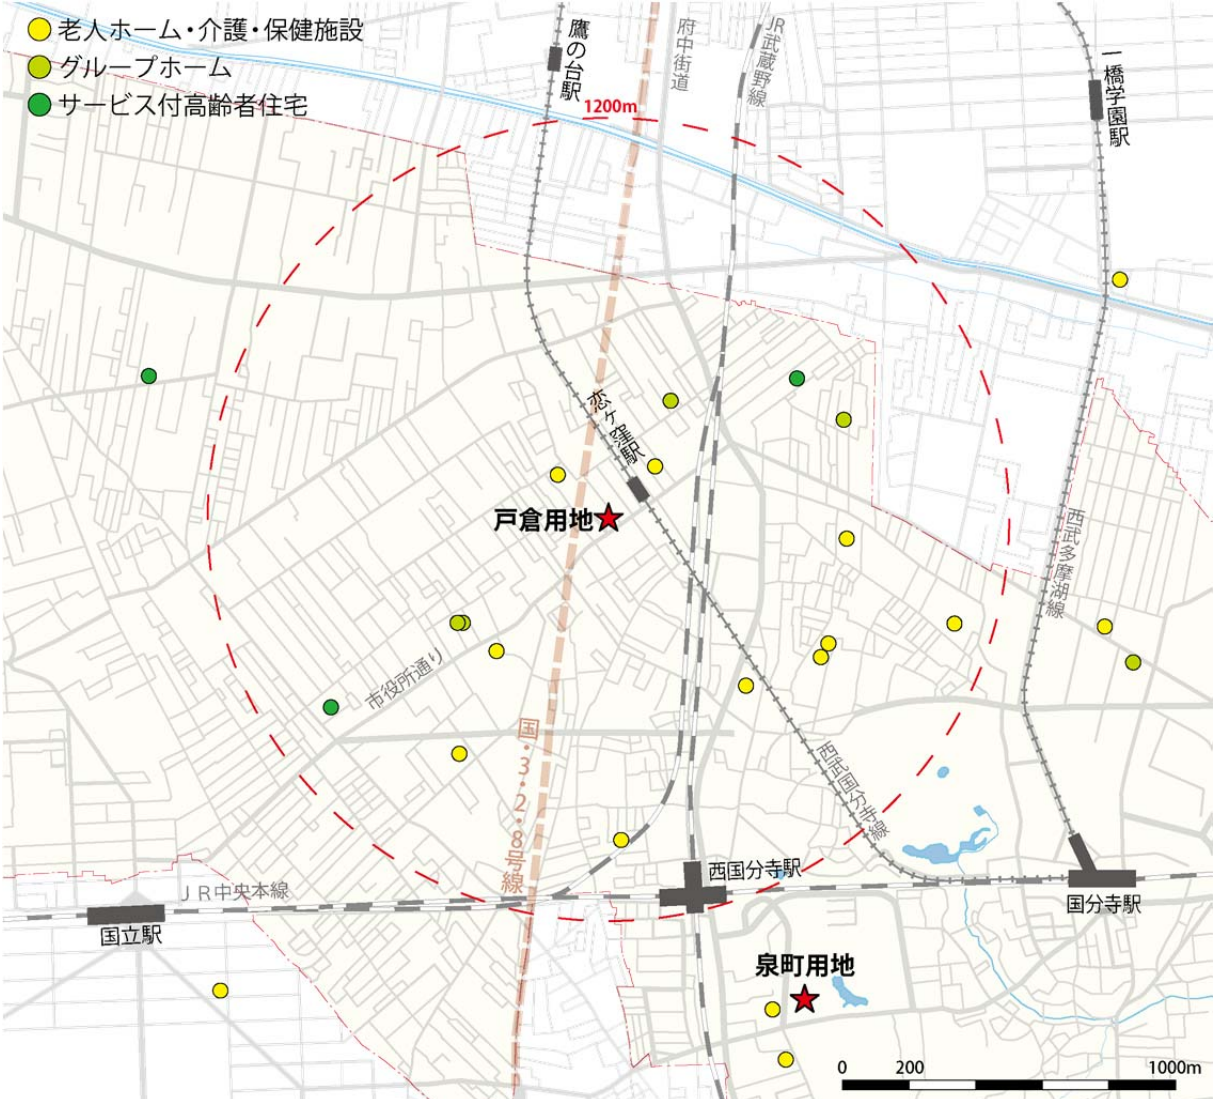 老人ホーム・介護・保健施設
グループホーム
サービス付高齢者住宅
鷹の台駅
府中街道
JR武蔵野線
一橋学園駅
1200m
恋ヶ窪駅
戸倉用地
西武多摩湖線
市役所通り
国・3・2・8号線
西武国分寺線
西国分寺駅
JR中央本線
国立駅
国分寺駅
泉町用地
0 200 1000m